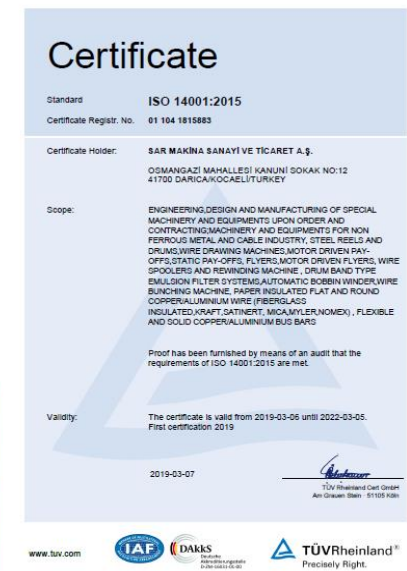 Certificate
Standard ISO 14001:2015
Certificate Registr. No. 01 104 1815883
Certificate Holder: SAR MAKİNA SANAYİ VE TİCARET A.Ş.
OSMANGAZİ MAHALLESİ KANUNİ SOKAK NO:12
41700 DARICA/KOCAELİ/TURKEY
Scope: ENGINEERING,DESIGN AND MANUFACTURING OF SPECIAL
MACHINERY AND EQUIPMENTS UPON ORDER AND
CONTRACTING;MACHINERY AND EQUIPMENTS FOR NON
FERROUS METAL AND CABLE INDUSTRY, STEEL REELS AND
DRUMS,WIRE DRAWING MACHINES,MOTOR DRIVEN PAY-
OFFS,STATIC PAY-OFFS, FLYERS,MOTOR DRIVEN FLYERS, WIRE
SPOOLERS AND REWINDING MACHINE , DRUM BAND TYPE
EMULSION FILTER SYSTEMS,AUTOMATIC BOBBIN WINDER,WIRE
BUNCHING MACHINE, PAPER INSULATED FLAT AND ROUND
COPPER/ALUMINIUM WIRE (FIBERGLASS
INSULATED,KRAFT,SATINERT, MICA,MYLER,NOMEX) , FLEXIBLE
AND SOLID COPPER/ALUMINIUM BUS BARS
Proof has been furnished by means of an audit that the
requirements of ISO 14001:2015 are met.
Validity: The certificate is valid from 2019-03-06 until 2022-03-05.
First certification 2019
2019-03-07
TÜV Rheinland Cert GmbH
Am Grauen Stein · 51105 Köln
www.tuv.com
IAF
DAkkS
Deutsche
Akkreditierungsstelle
TÜVRheinland®
Precisely Right.